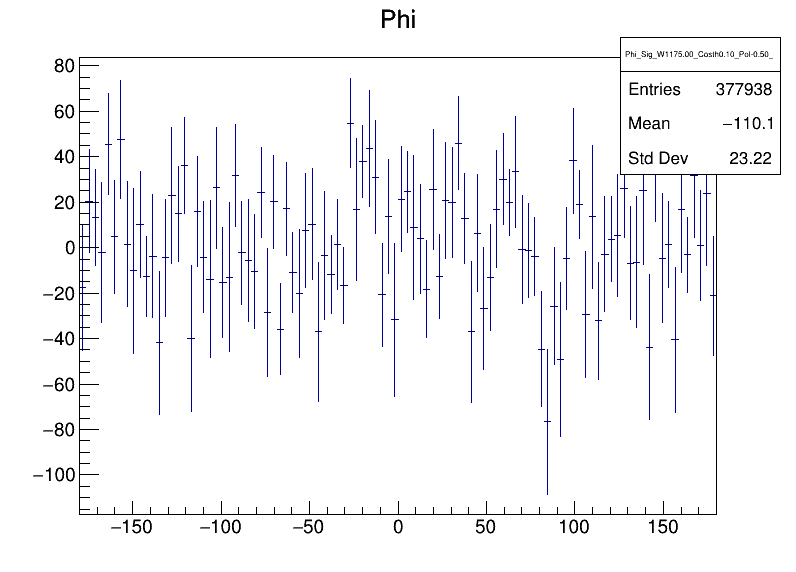 Phi
Phi_Sig_W1175.00_Costh0.10_Pol-0.50_
Entries 377938
Mean −110.1
Std Dev 23.22
80
60
40
20
0
−20
−40
−60
−80
−100
−150 −100 −50 0 50 100 150